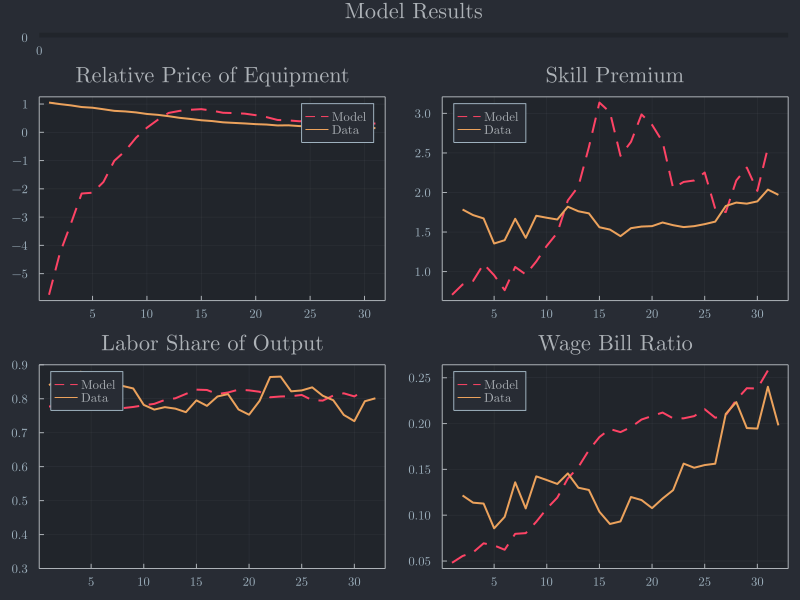 Model Results
0
0
Relative Price of Equipment
1
0
−1
−2
−3
−4
−5
5 10 15 20 25 30
Model
Data
Skill Premium
3.0
2.5
2.0
1.5
1.0
5 10 15 20 25 30
Model
Data
Labor Share of Output
0.9
0.8
0.7
0.6
0.5
0.4
0.3
5 10 15 20 25 30
Model
Data
Wage Bill Ratio
0.25
0.20
0.15
0.10
0.05
5 10 15 20 25 30
Model
Data